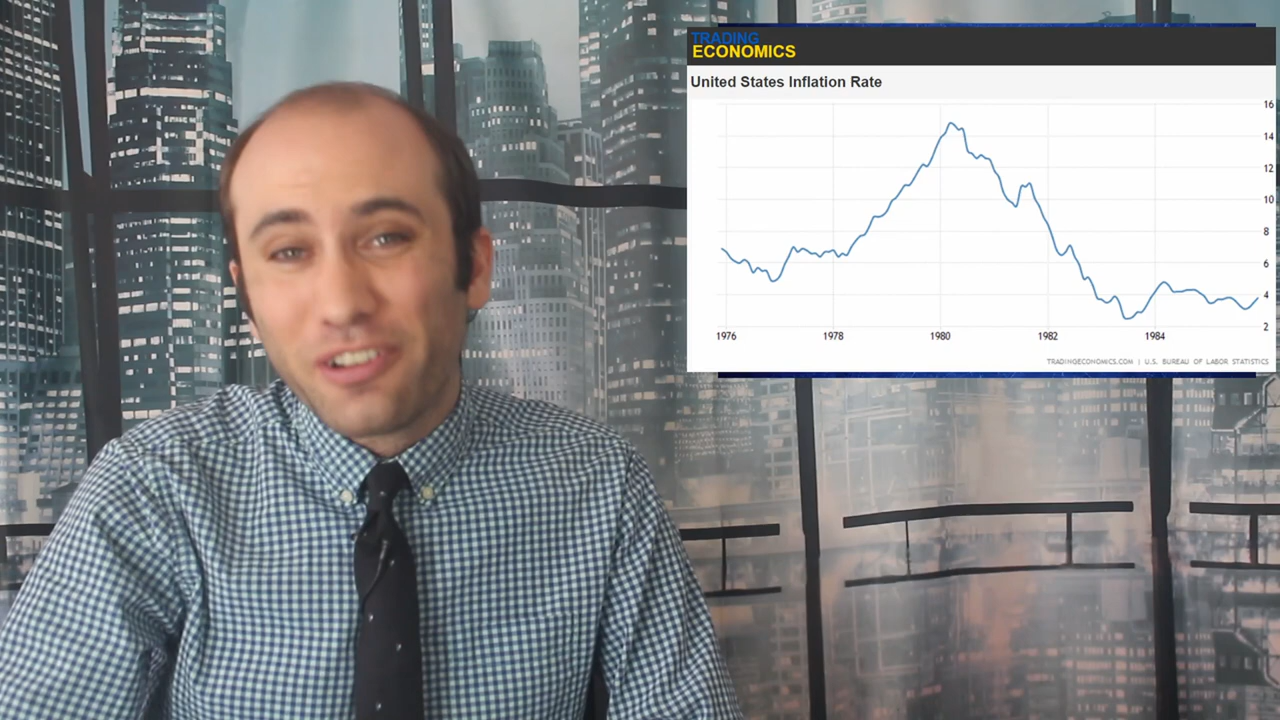 TRADING
ECONOMICS
United States Inflation Rate
16
14
12
10
8
6
4
2
1976 1978 1980 1982 1984
TRADINGECONOMICS.COM | U.S. BUREAU OF LABOR STATISTICS